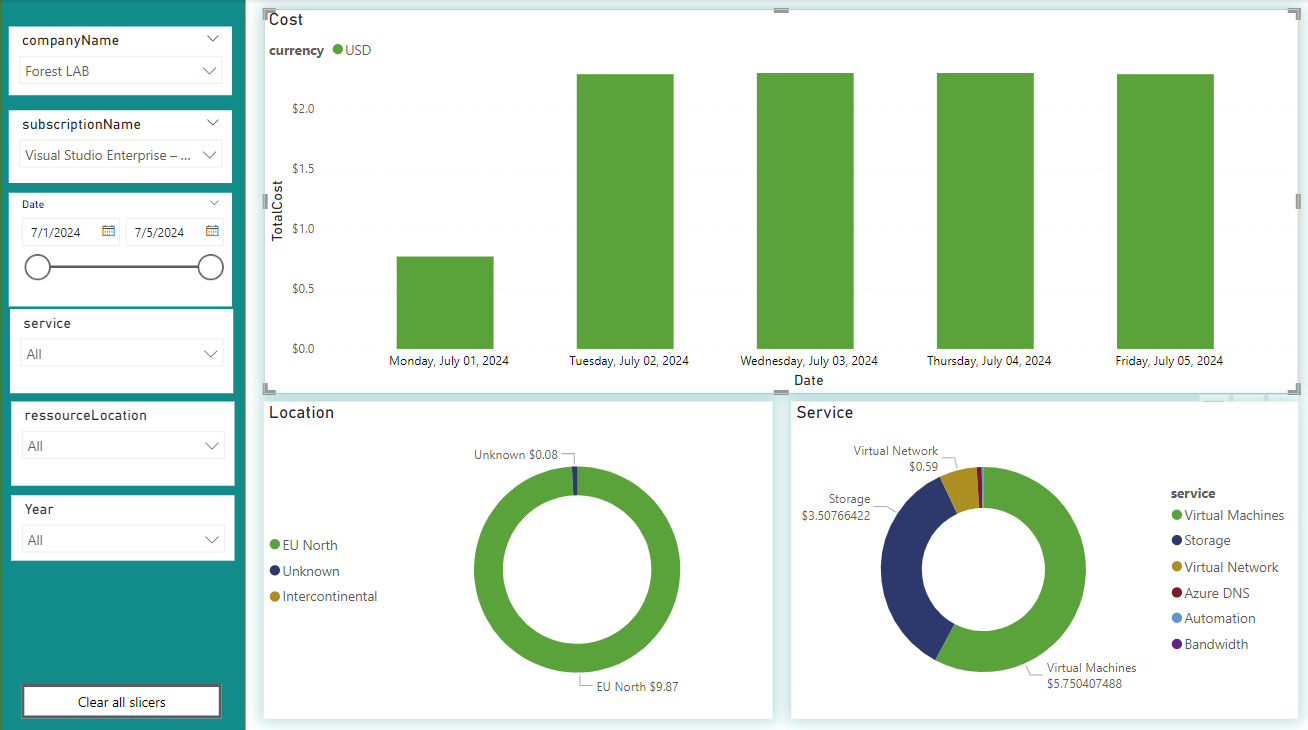 companyName
Forest LAB
subscriptionName
Visual Studio Enterprise – ...
Date
7/1/2024
7/5/2024
service
All
ressourceLocation
All
Year
All
Clear all slicers
Cost
currency
USD
TotalCost
$2.0
$1.5
$1.0
$0.5
$0.0
Monday, July 01, 2024
Tuesday, July 02, 2024
Wednesday, July 03, 2024
Thursday, July 04, 2024
Friday, July 05, 2024
Date
Location
EU North
Unknown
Intercontinental
Unknown $0.08
EU North $9.87
Service
Virtual Network
$0.59
Storage
$3.50766422
Virtual Machines
$5.750407488
service
Virtual Machines
Storage
Virtual Network
Azure DNS
Automation
Bandwidth